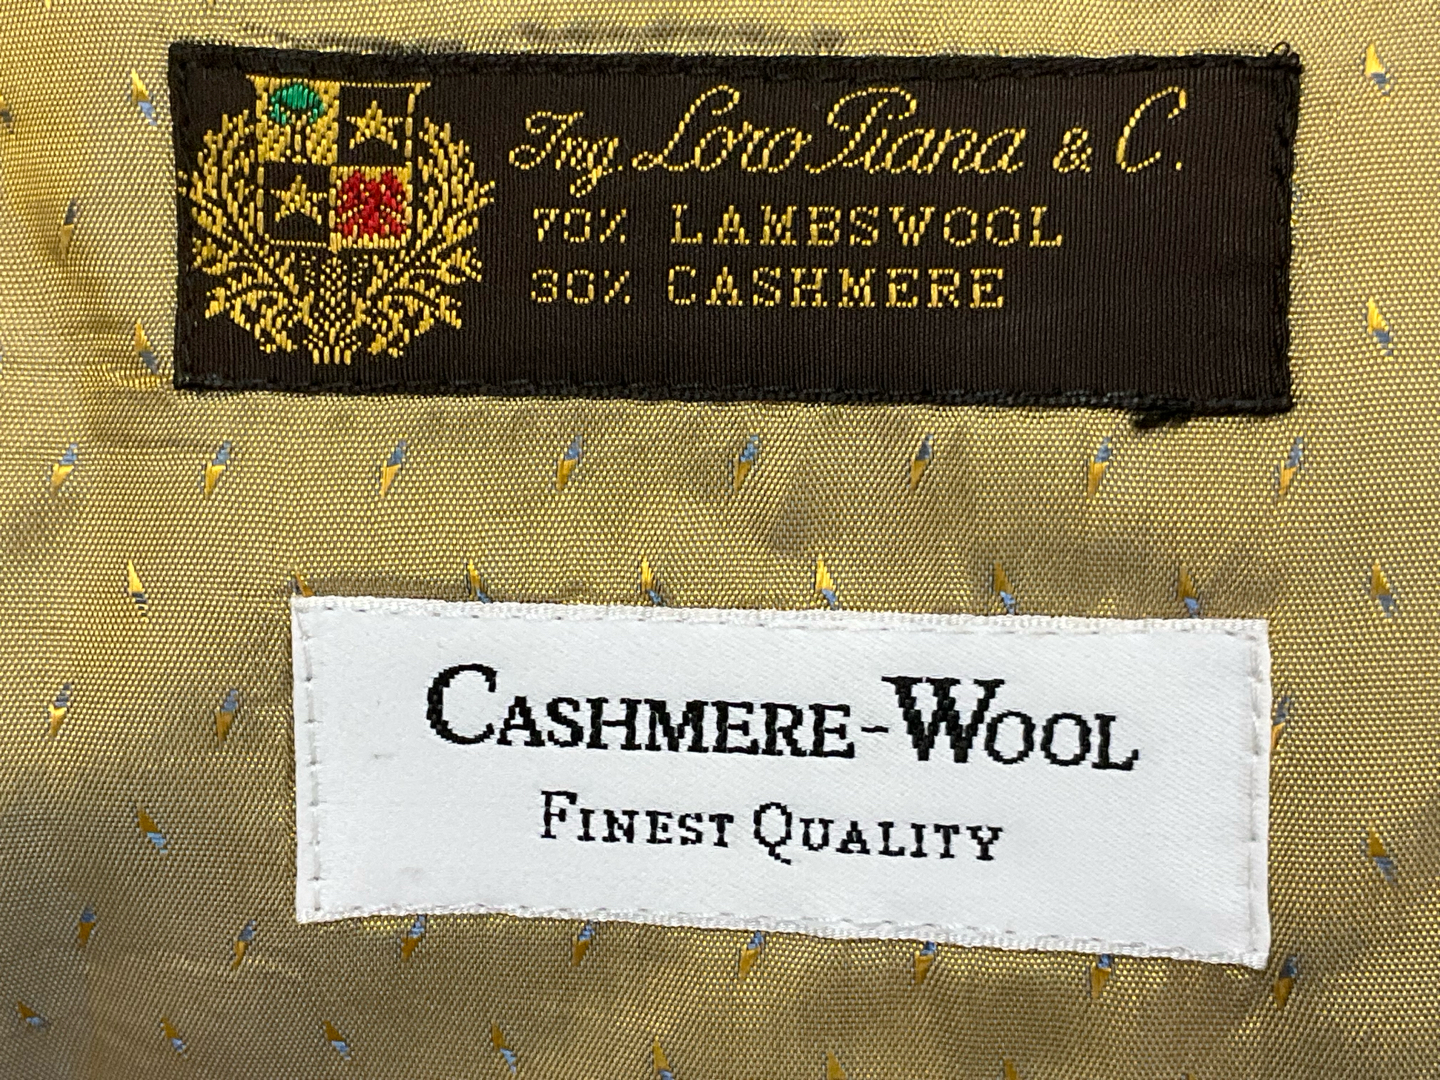 Ing Loro Piana & C.
70% LAMBSWOOL
30% CASHMERE
CASHMERE-WOOL
FINEST QUALITY